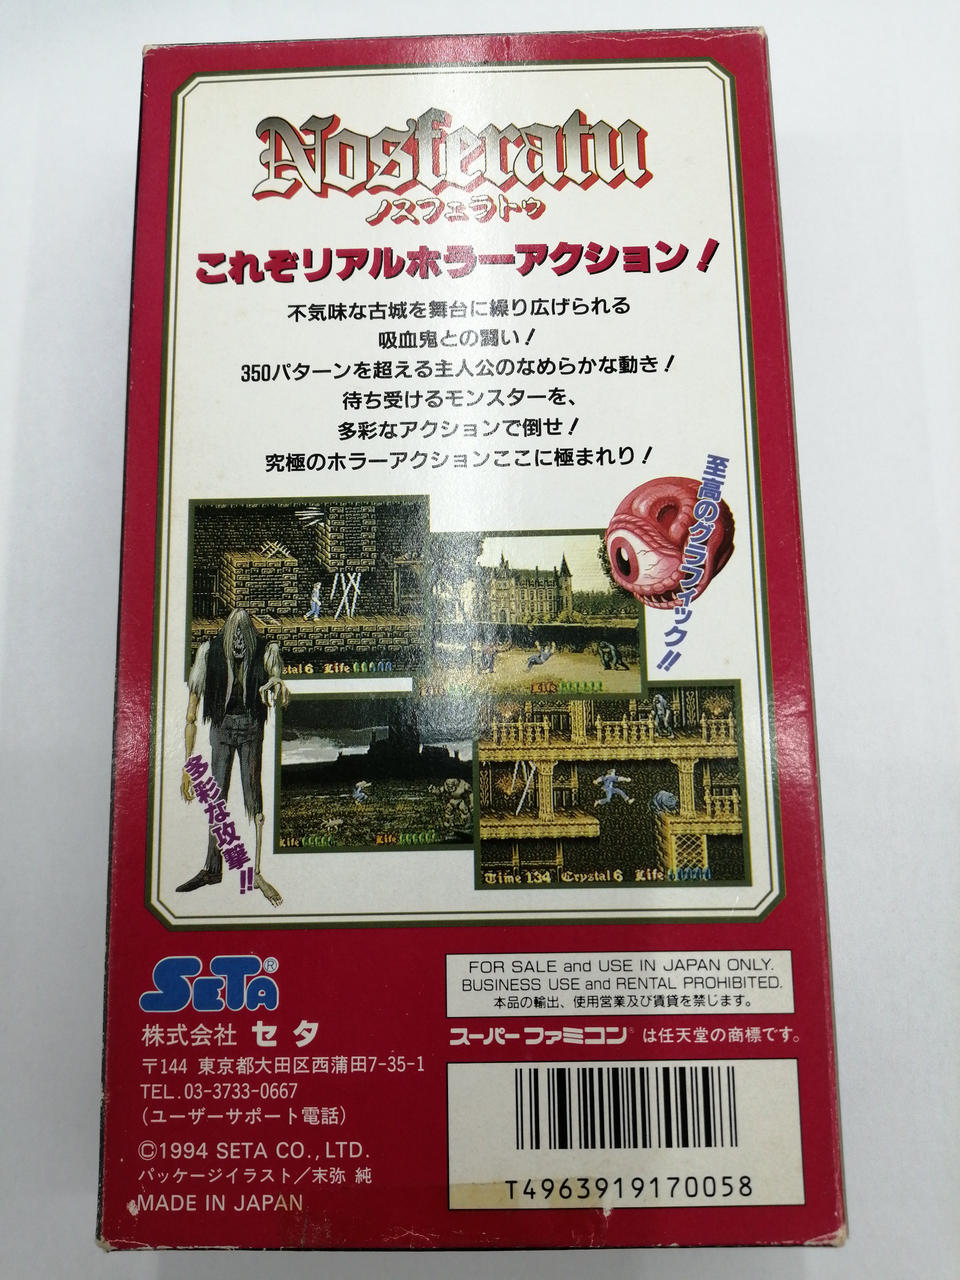 Nosferatu
ノスフェラトゥ
これぞリアルホラーアクション!
不気味な古城を舞台に繰り広げられる
吸血鬼との闘い!
350パターンを超える主人公のなめらかな動き!
待ち受けるモンスターを、
多彩なアクションで倒せ!
究極のホラーアクションここに極まれり!
至高のグラフィック!!
stal 6 Life
Life
多彩な攻撃!!
Life Life
Time 134 Crystal 6 Life
SETA®
株式会社 セタ
〒144 東京都大田区西蒲田7-35-1
TEL.03-3733-0667
(ユーザーサポート電話)
©1994 SETA CO., LTD.
パッケージイラスト/末弥 純
MADE IN JAPAN
FOR SALE and USE IN JAPAN ONLY.
BUSINESS USE and RENTAL PROHIBITED.
本品の輸出、使用営業及び賃貸を禁じます。
スーパーファミコン® は任天堂の商標です。
T4963919170058